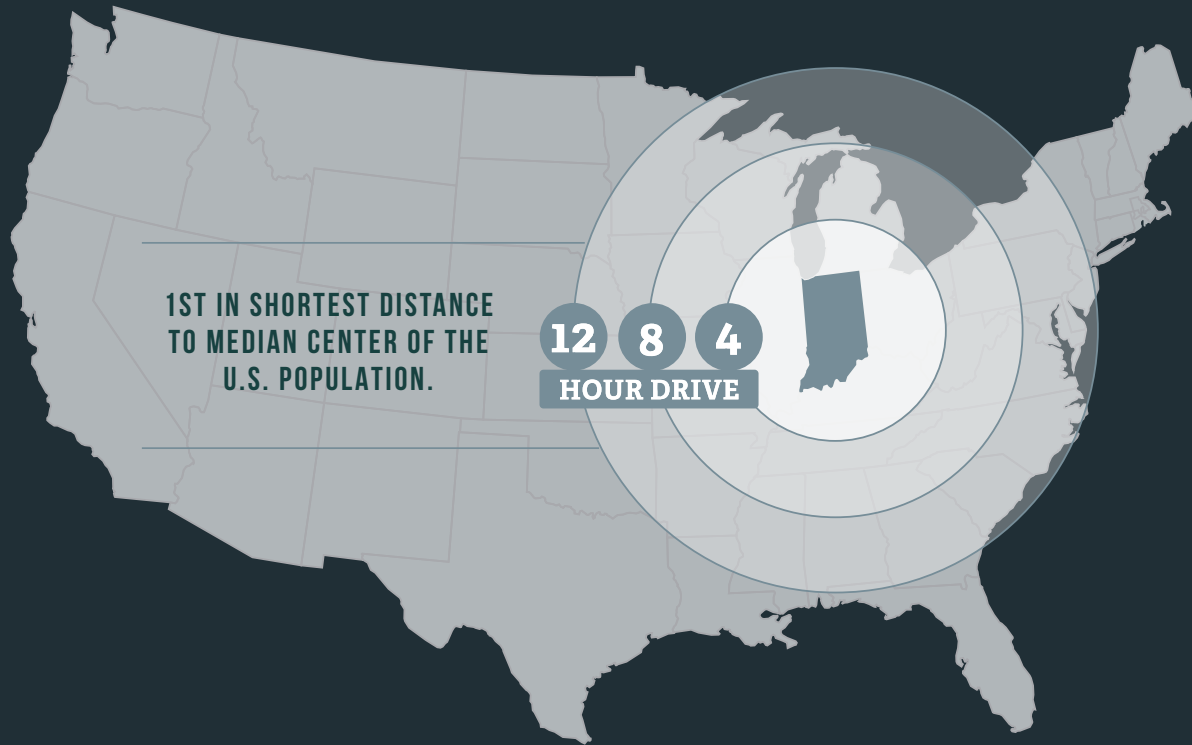 1ST IN SHORTEST DISTANCE
TO MEDIAN CENTER OF THE
U.S. POPULATION.
12 8 4
HOUR DRIVE